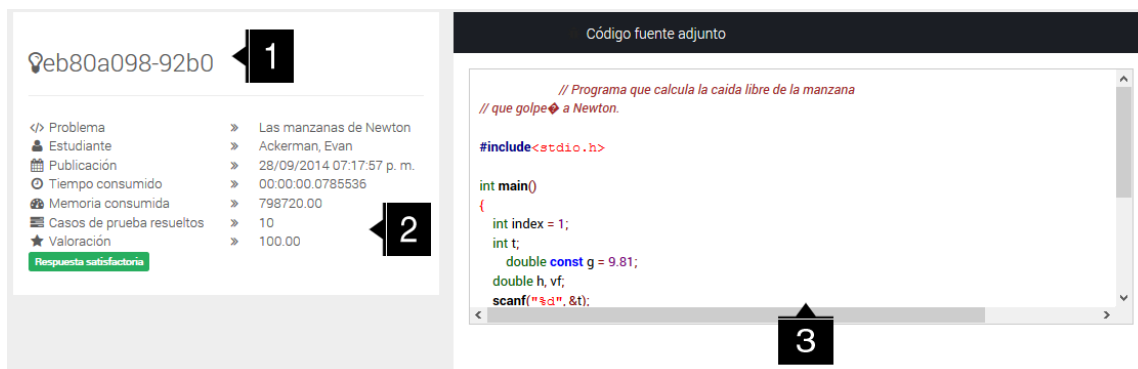 eb80a098-92b0
1
</> Problema » Las manzanas de Newton
Estudiante » Ackerman, Evan
Publicación » 28/09/2014 07:17:57 p. m.
Tiempo consumido » 00:00:00.0785536
Memoria consumida » 798720.00
Casos de prueba resueltos » 10
Valoración » 100.00
Respuesta satisfactoria
2
Código fuente adjunto
// Programa que calcula la caida libre de la manzana
// que golpe� a Newton.
#include<stdio.h>
int main()
{
int index = 1;
int t;
double const g = 9.81;
double h, vf;
scanf("%d", &t);
3